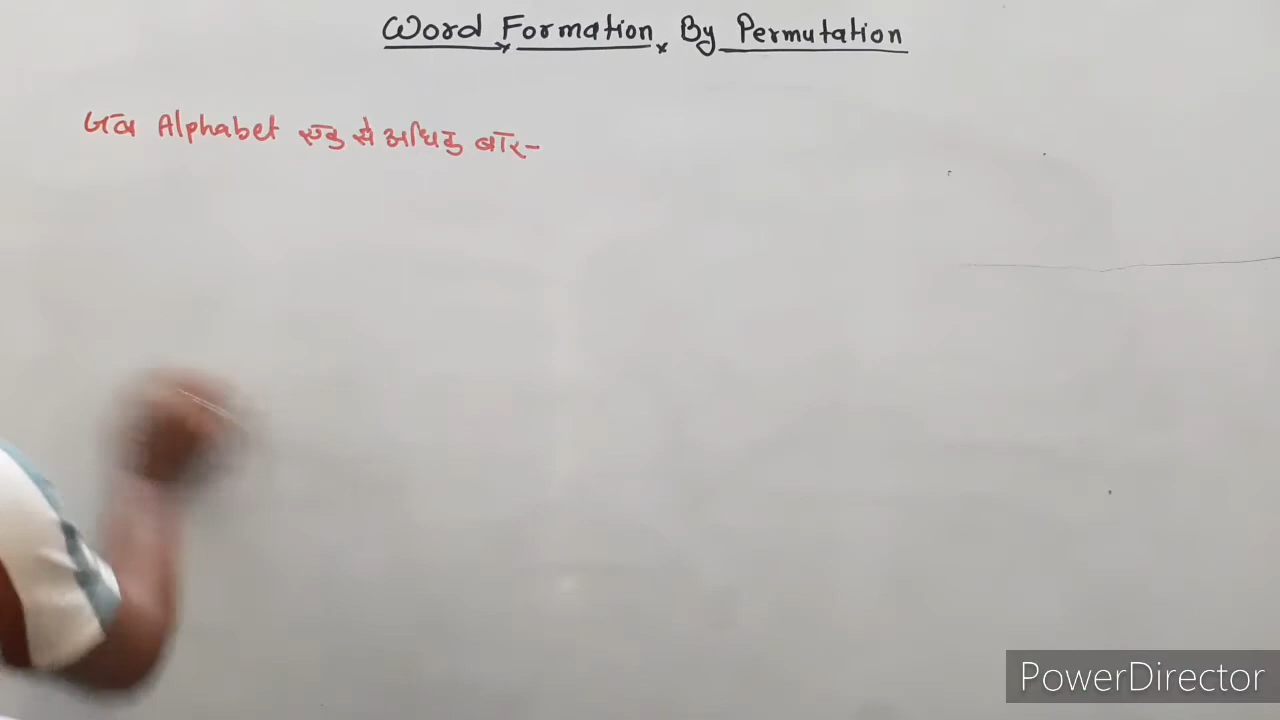 Word Formation By Permutation
जब Alphabet एक से अधिक बार-
PowerDirector